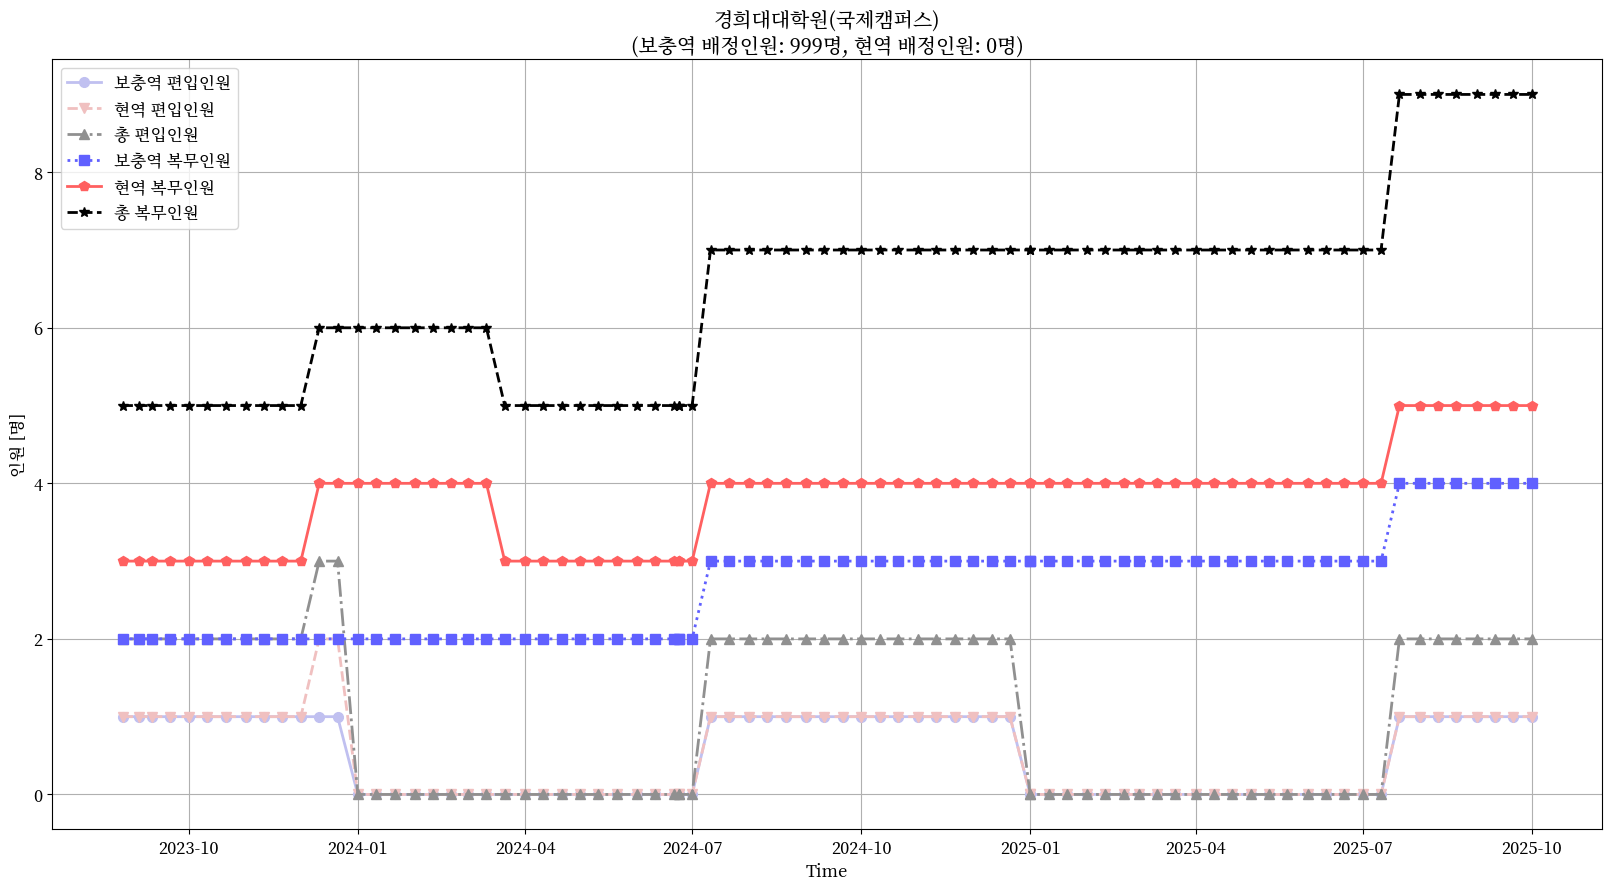 경희대대학원(국제캠퍼스)
(보충역 배정인원: 999명, 현역 배정인원: 0명)
보충역 편입인원
현역 편입인원
총 편입인원
보충역 복무인원
현역 복무인원
총 복무인원
인원 [명]
8
6
4
2
0
2023-10
2024-01
2024-04
2024-07
2024-10
2025-01
2025-04
2025-07
2025-10
Time